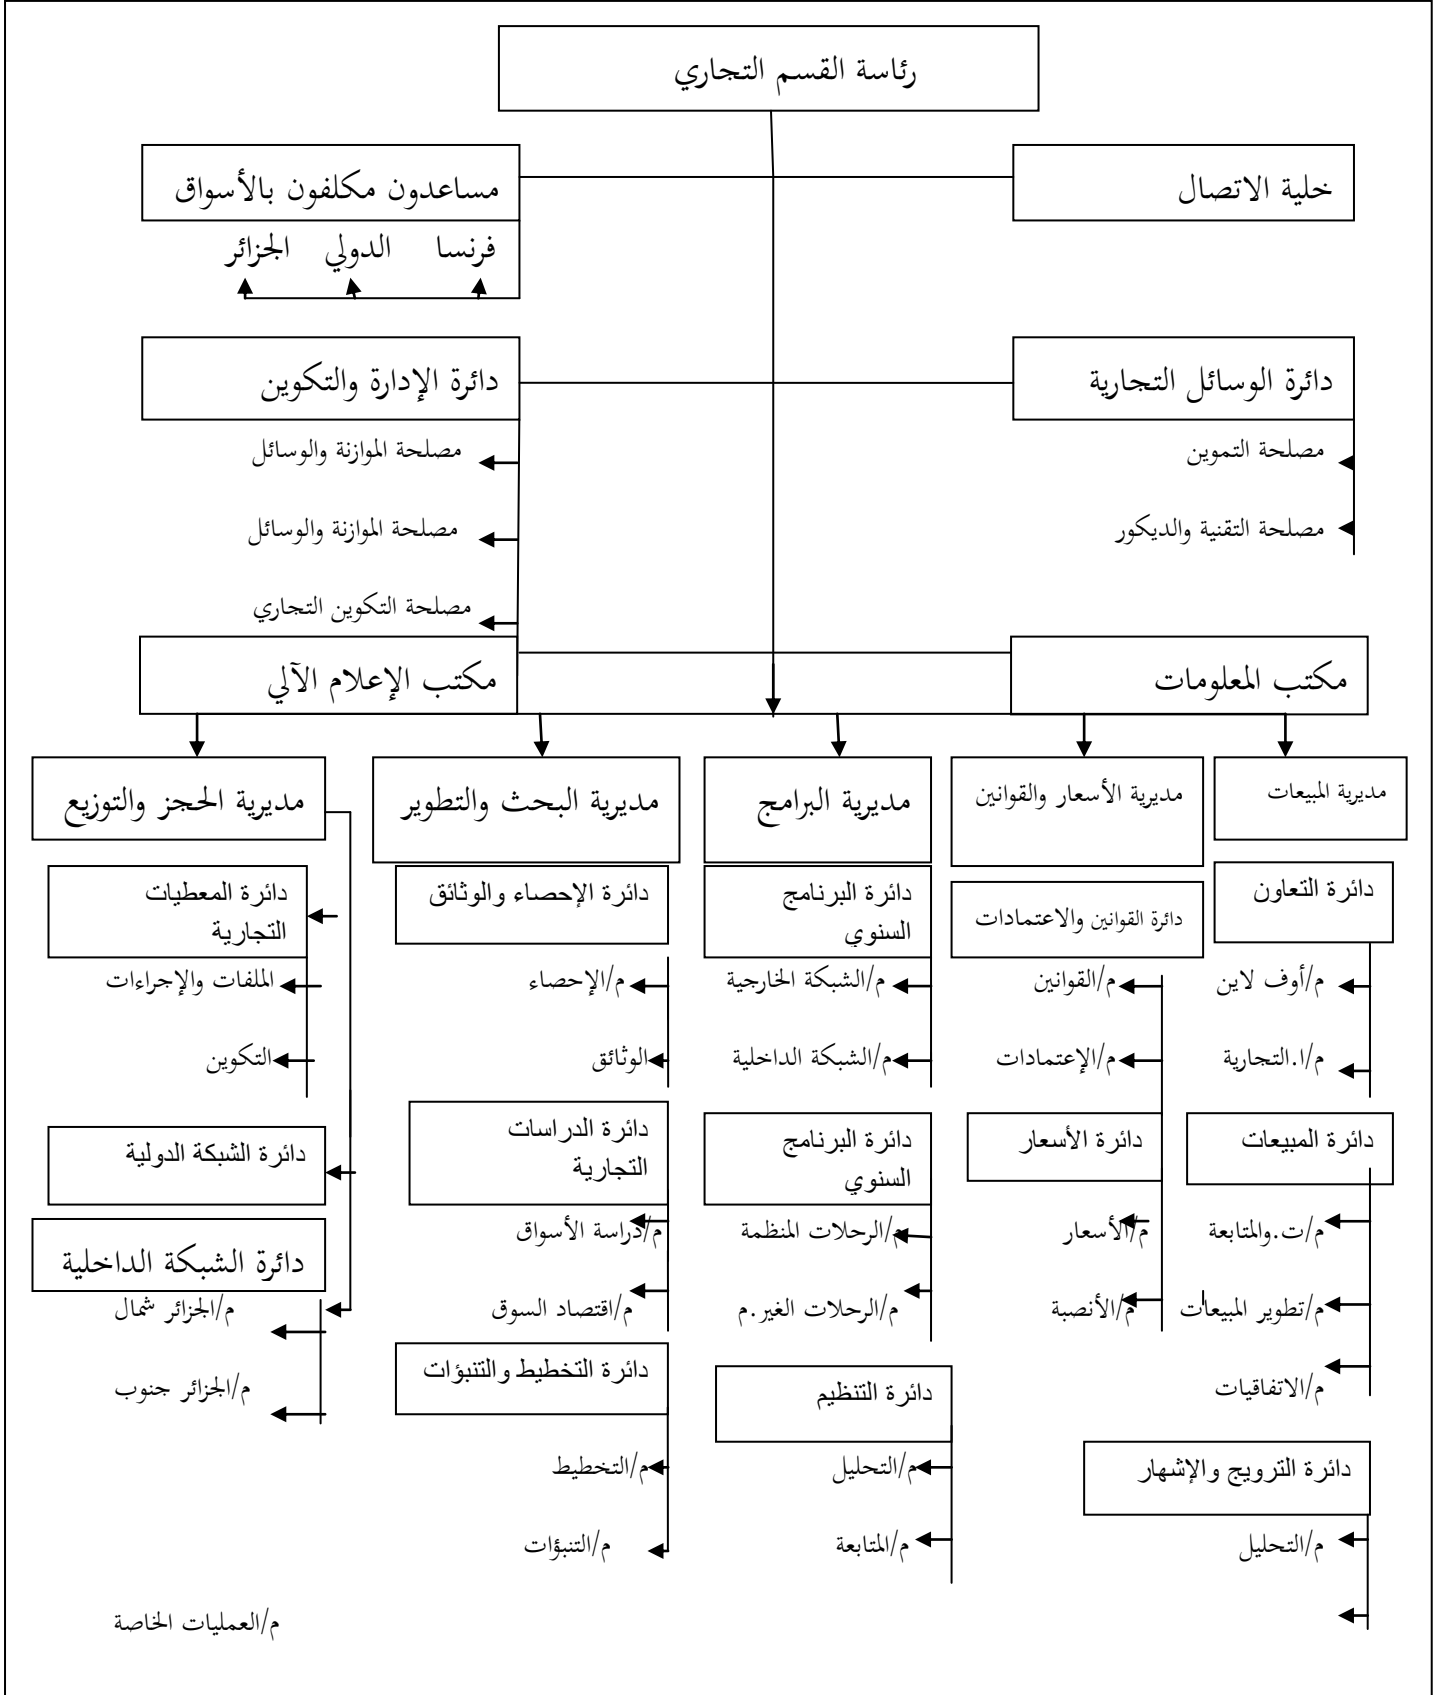 رئاسة القسم التجاري
خلية الاتصال
مساعدون مكلفون بالأسواق
فرنسا الدولي الجزائر
دائرة الوسائل التجارية
مصلحة التموين
مصلحة التقنية والديكور
دائرة الإدارة والتكوين
مصلحة الموازنة والوسائل
مصلحة الموازنة والوسائل
مصلحة التكوين التجاري
مكتب المعلومات
مكتب الإعلام الآلي
مديرية المبيعات
دائرة التعاون
م/أوف لاين
م/ا.التجارية
دائرة المبيعات
م/ت.والمتابعة
م/تطوير المبيعات
م/الاتفاقيات
دائرة الترويج والإشهار
م/التحليل
مديرية الأسعار والقوانين
دائرة القوانين والاعتمادات
م/القوانين
م/الإعتمادات
دائرة الأسعار
م/الأسعار
م/الأنصبة
مديرية البرامج
دائرة البرنامج
السنوي
م/الشبكة الخارجية
م/الشبكة الداخلية
دائرة البرنامج
السنوي
م/الرحلات المنظمة
م/الرحلات الغير.م
دائرة التنظيم
م/التحليل
م/المتابعة
مديرية البحث والتطوير
دائرة الإحصاء والوثائق
م/الإحصاء
الوثائق
دائرة الدراسات
التجارية
م/دراسة الأسواق
م/اقتصاد السوق
دائرة التخطيط والتنبؤات
م/التخطيط
م/التنبؤات
مديرية الحجز والتوزيع
دائرة المعطيات
التجارية
الملفات والإجراءات
التكوين
دائرة الشبكة الدولية
دائرة الشبكة الداخلية
م/الجزائر شمال
م/الجزائر جنوب
م/العمليات الخاصة